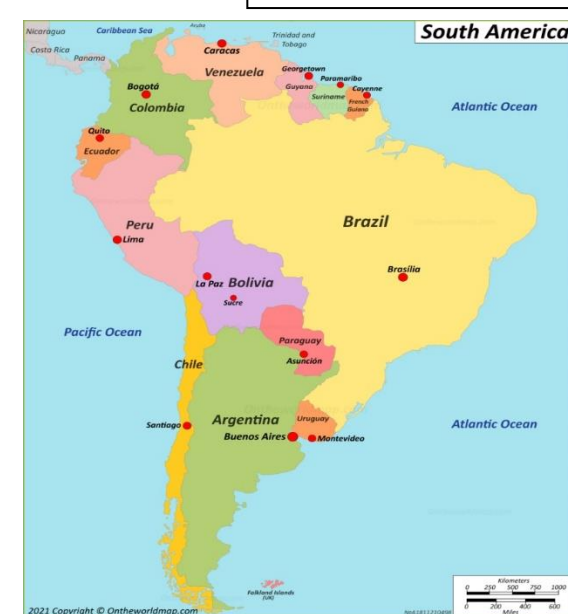 South America
Nicaragua
Caribbean Sea
Aruba
Costa Rica
Panama
Caracas
Trinidad and
Tobago
Venezuela
Georgetown
Paramaribo
Guyana
Suriname
Cayenne
French
Guiana
Atlantic Ocean
Bogotá
Colombia
Quito
Ecuador
Peru
Lima
Brazil
Brasília
La Paz
Bolivia
Sucre
Pacific Ocean
Paraguay
Asunción
Chile
Santiago
Argentina
Uruguay
Buenos Aires
Montevideo
Atlantic Ocean
Falkland Islands
(UK)
Kilometers
0 250 500 750 1000
0 200 400 600
Miles
2021 Copyright © Ontheworldmap.com